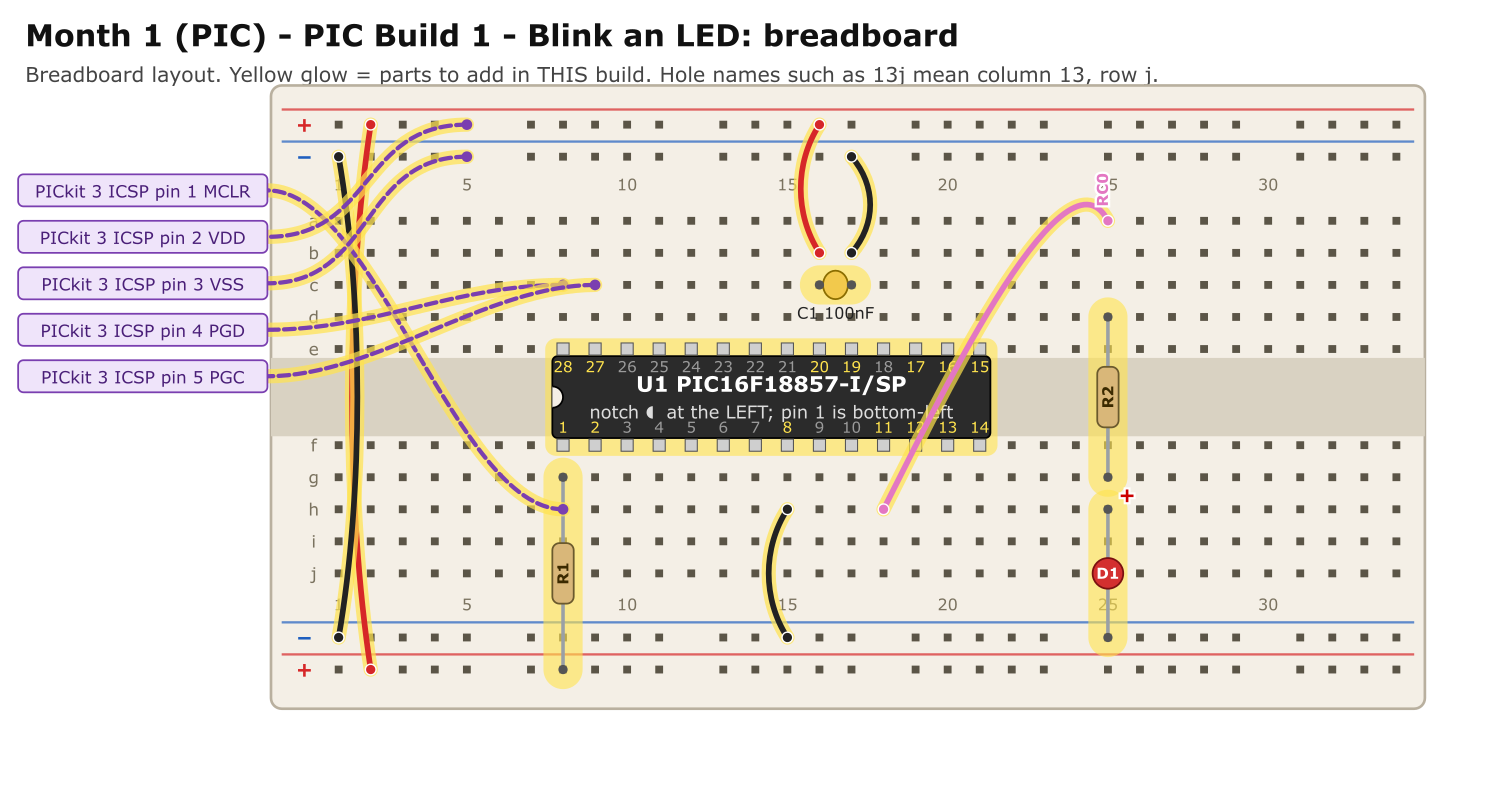 Month 1 (PIC) - PIC Build 1 - Blink an LED: breadboard
Breadboard layout. Yellow glow = parts to add in THIS build. Hole names such as 13j mean column 13, row j.
+
−
PICkit 3 ICSP pin 1 MCLR
PICkit 3 ICSP pin 2 VDD
PICkit 3 ICSP pin 3 VSS
PICkit 3 ICSP pin 4 PGD
PICkit 3 ICSP pin 5 PGC
1 5 10 15 20 25 30
RC0
a
b
c
C1 100nF
d
e
28 27 26 25 24 23 22 21 20 19 18 17 16 15
U1 PIC16F18857-I/SP
notch ◖ at the LEFT; pin 1 is bottom-left
1 2 3 4 5 6 7 8 9 10 11 12 13 14
R2
f
g
+
h
i
j
R1
D1
1 5 10 15 20 25 30
−
+